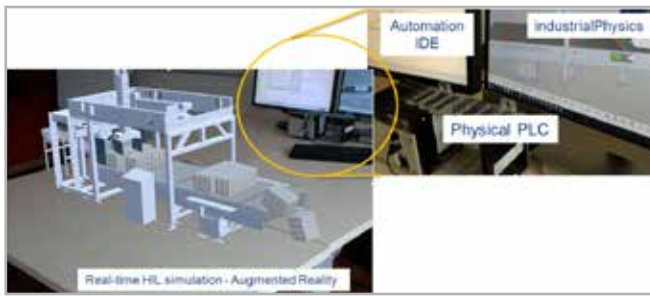 Automation
IDE
industrialPhysics
Physical PLC
Real-time HIL simulation - Augmented Reality